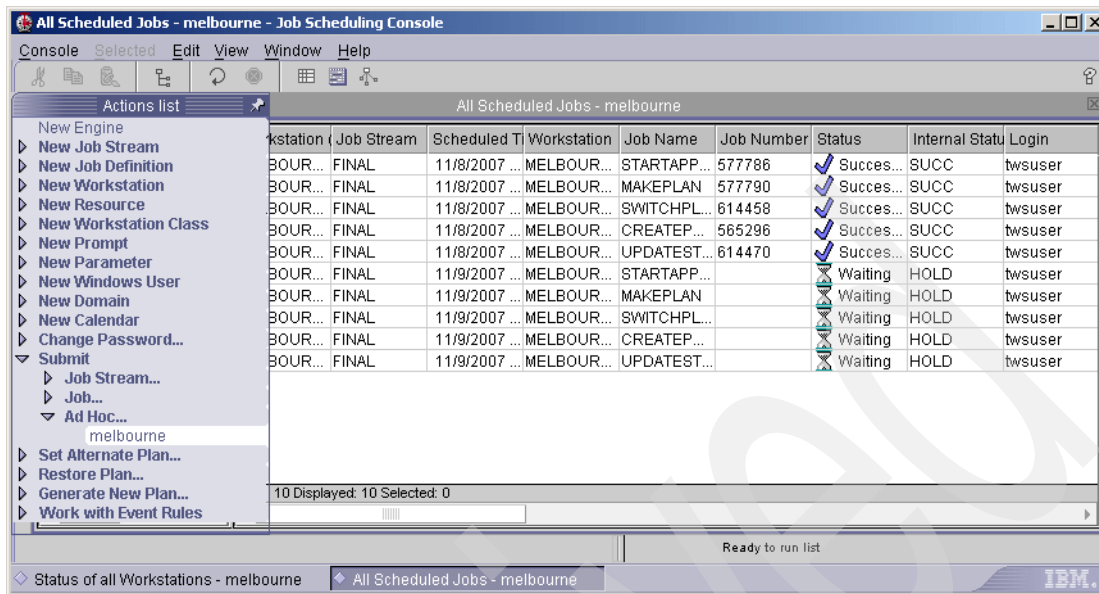 All Scheduled Jobs - melbourne - Job Scheduling Console
Console Selected Edit View Window Help
Actions list
All Scheduled Jobs - melbourne
New Engine
New Job Stream
New Job Definition
New Workstation
New Resource
New Workstation Class
New Prompt
New Parameter
New Windows User
New Domain
New Calendar
Change Password...
Submit
Job Stream...
Job...
Ad Hoc...
melbourne
Set Alternate Plan...
Restore Plan...
Generate New Plan...
Work with Event Rules
kstation ( Job Stream Scheduled Ti Workstation Job Name Job Number Status Internal Statu Login
BOUR... FINAL 11/8/2007 ... MELBOUR... STARTAPP... 577786 Succes... SUCC twsuser
BOUR... FINAL 11/8/2007 ... MELBOUR... MAKEPLAN 577790 Succes... SUCC twsuser
BOUR... FINAL 11/8/2007 ... MELBOUR... SWITCHPL... 614458 Succes... SUCC twsuser
BOUR... FINAL 11/8/2007 ... MELBOUR... CREATEP... 565296 Succes... SUCC twsuser
BOUR... FINAL 11/8/2007 ... MELBOUR... UPDATEST... 614470 Succes... SUCC twsuser
BOUR... FINAL 11/9/2007 ... MELBOUR... STARTAPP... Waiting HOLD twsuser
BOUR... FINAL 11/9/2007 ... MELBOUR... MAKEPLAN Waiting HOLD twsuser
BOUR... FINAL 11/9/2007 ... MELBOUR... SWITCHPL... Waiting HOLD twsuser
BOUR... FINAL 11/9/2007 ... MELBOUR... CREATEP... Waiting HOLD twsuser
BOUR... FINAL 11/9/2007 ... MELBOUR... UPDATEST... Waiting HOLD twsuser
10 Displayed: 10 Selected: 0
Ready to run list
Status of all Workstations - melbourne All Scheduled Jobs - melbourne IBM.